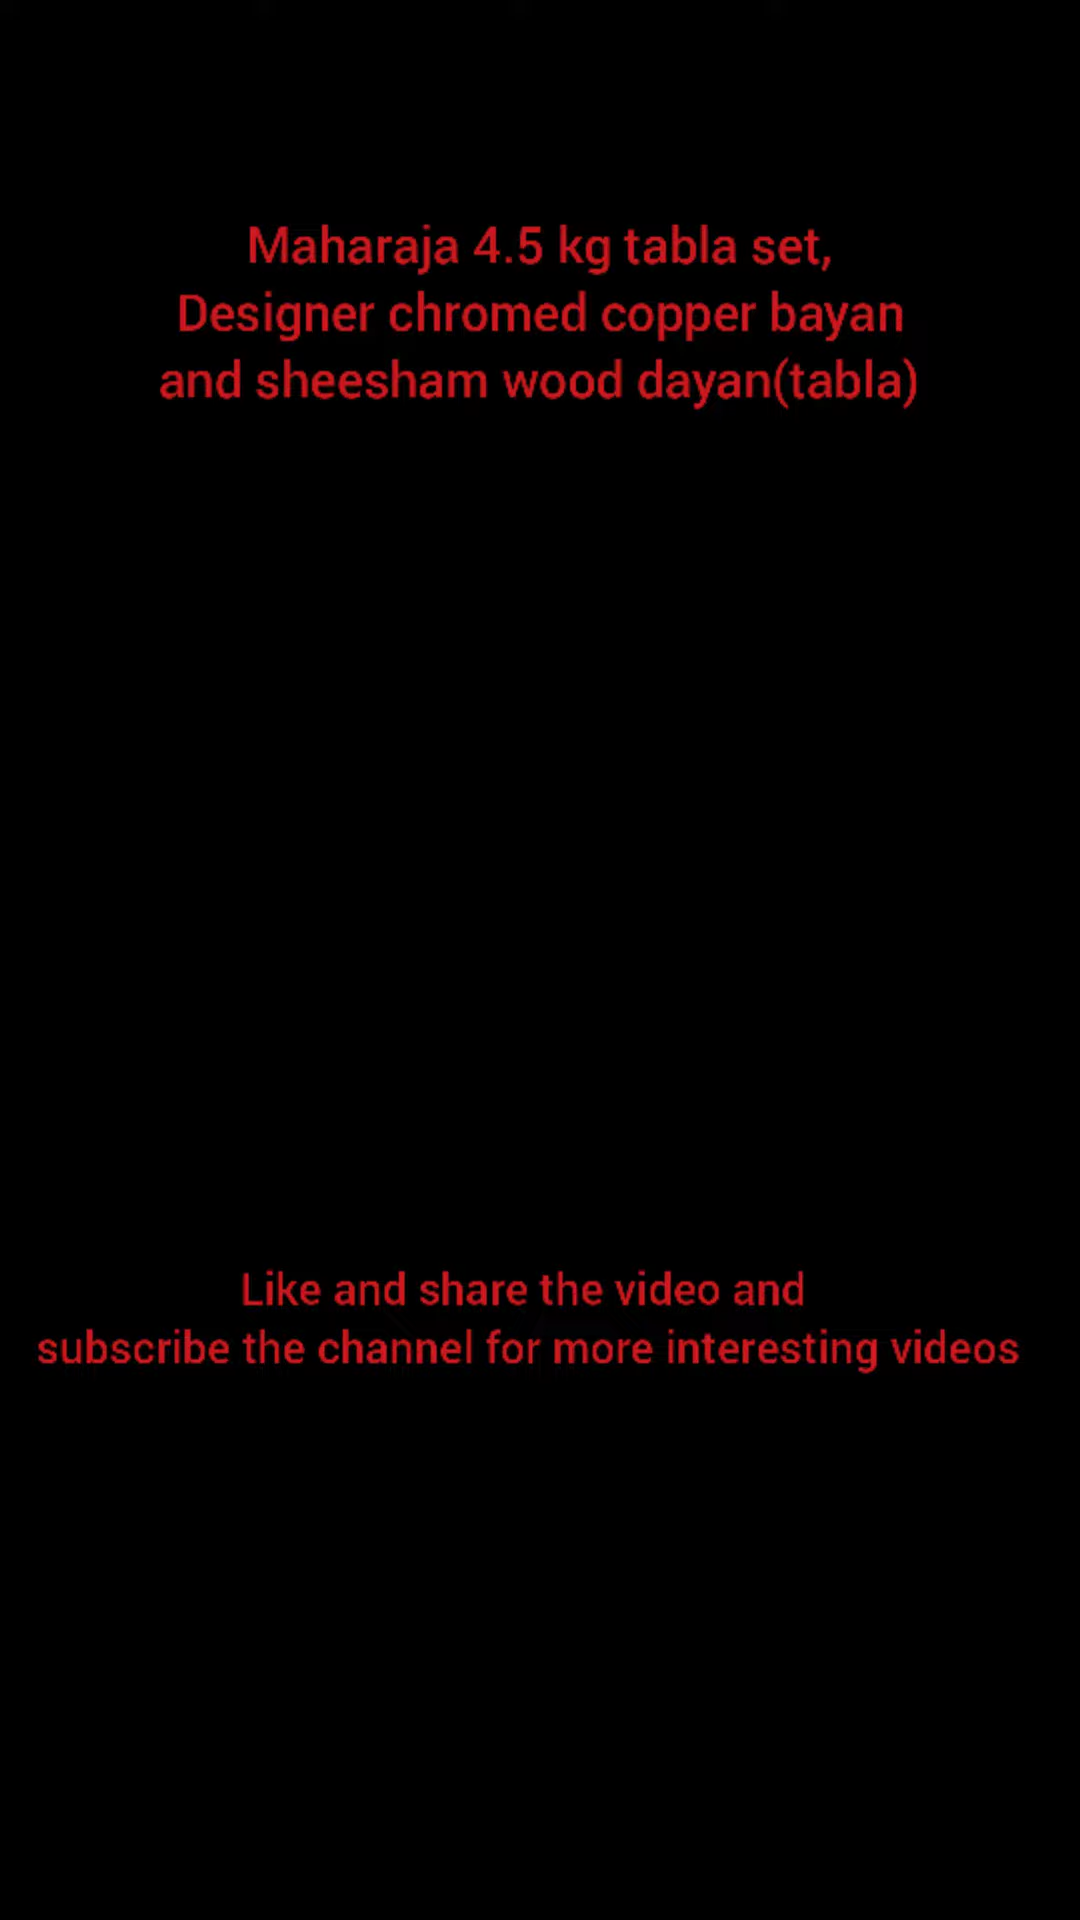 Maharaja 4.5 kg tabla set,
Designer chromed copper bayan
and sheesham wood dayan(tabla)
Like and share the video and
subscribe the channel for more interesting videos